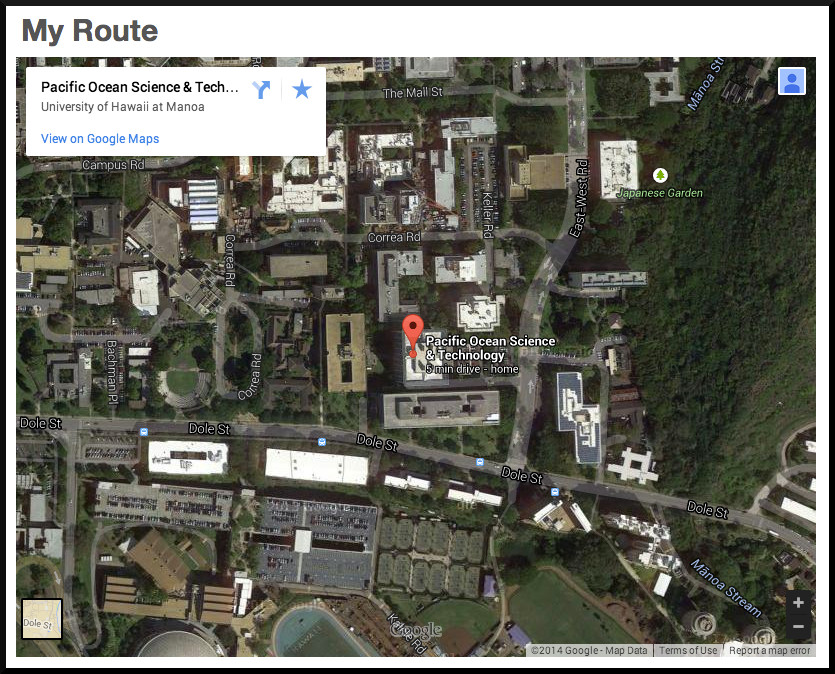 My Route
Pacific Ocean Science & Tech...
University of Hawaii at Manoa
View on Google Maps
The Mall St
Mānoa Str
Campus Rd
Keller Rd
East-West Rd
Japanese Garden
Correa Rd
Correa Rd
Pacific Ocean Science
& Technology
5 min drive - home
Bachman Pl
Correa Rd
Dole St
Dole St
Dole St
Dole St
Dole St
Mānoa Stream
Dole St
Kalele Rd
Google
©2014 Google - Map Data
Terms of Use
Report a map error